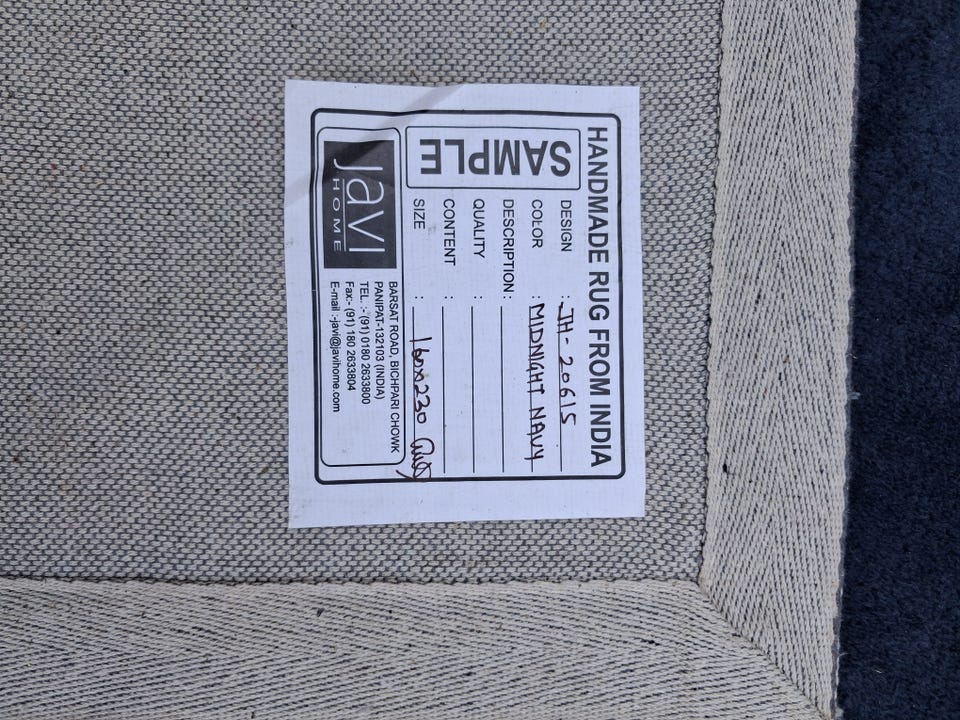 HANDMADE RUG FROM INDIA
SAMPLE
DESIGN : JH-20615
COLOR : MIDNIGHT NAVY
DESCRIPTION :
QUALITY :
CONTENT :
SIZE : 160x230
JAVI
HOME
BARSAT ROAD, BICHPARI CHOWK
PANIPAT-132103 (INDIA)
TEL. :- (91) 0180 2633800
Fax:- (91) 180 2633804
E-mail :-javi@javihome.com